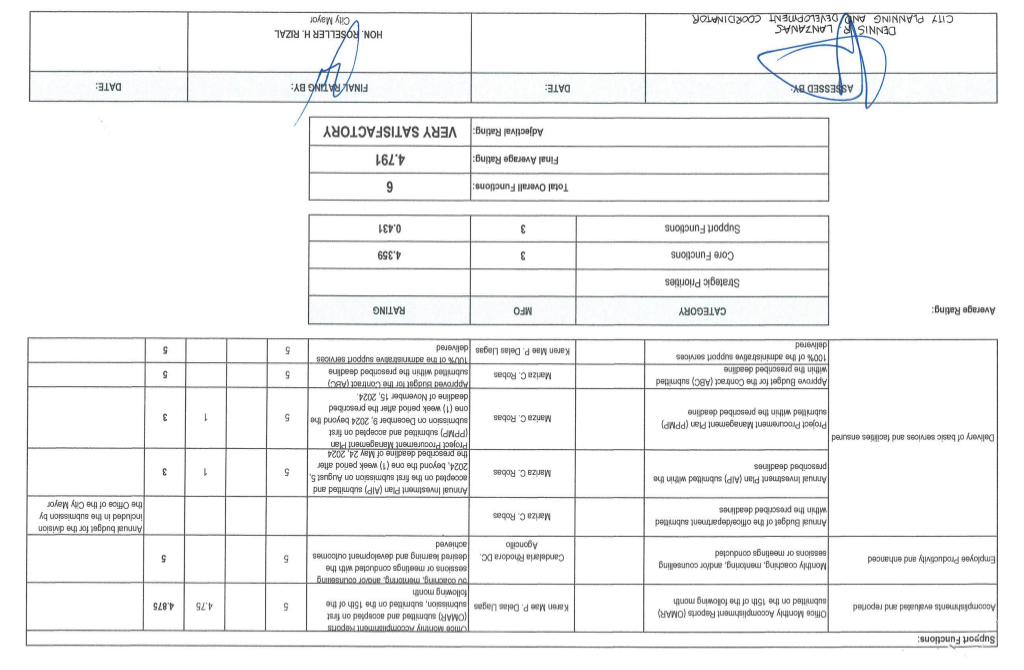 Support Functions:
Accomplishments evaluated and reported
Office Monthly Accomplishment Reports (OMAR)
submitted on the 15th of the following month
Karen Mae P. Delas Llagas
Office Monthly Accomplishment Reports
(OMAR) submitted and accepted on first
submission, submitted on the 15th of the
following month
5
4.75
4.875
Employee Productivity and enhanced
Monthly coaching, mentoring, and/or counselling
sessions or meetings conducted
Candelaria Rhodora DC.
Agoncillo
coaching, mentoring, and/or counseling
sessions or meetings conducted with the
desired learning and development outcomes
achieved
5
5
Delivery of basic services and facilities ensured
Annual Budget of the office/department submitted
within the prescribed deadlines
Mariza C. Robas
Annual budget for the division
included in the submission by
the Office of the City Mayor
Annual Investment Plan (AIP) submitted within the
prescribed deadlines
Mariza C. Robas
Annual Investment Plan (AIP) submitted and
accepted on the first submission on August 5,
2024, beyond the one (1) week period after
the prescribed deadline of May 24, 2024
5
1
3
Project Procurement Management Plan (PPMP)
submitted within the prescribed deadline
Mariza C. Robas
Project Procurement Management Plan
(PPMP) submitted and accepted on first
submission on December 9, 2024 beyond the
one (1) week period after the prescribed
deadline of November 15, 2024.
5
1
3
Approve Budget for the Contract (ABC) submitted
within the prescribed deadline
Mariza C. Robas
Approved Budget for the Contract (ABC)
submitted within the prescribed deadline
5
5
100% of the administrative support services
delivered
Karen Mae P. Delas Llagas
100% of the administrative support services
delivered
5
5
Average Rating:
CATEGORY
MFO
RATING
Strategic Priorities
Core Functions
3
4.359
Support Functions
3
0.431
Total Overall Functions:
6
Final Average Rating:
4.791
Adjectival Rating:
VERY SATISFACTORY
ASSESSED BY:
DATE:
FINAL RATING BY:
DATE:
DENNIS R LANZANAS
CITY PLANNING AND DEVELOPMENT COORDINATOR
HON. ROSELLER H. RIZAL
City Mayor